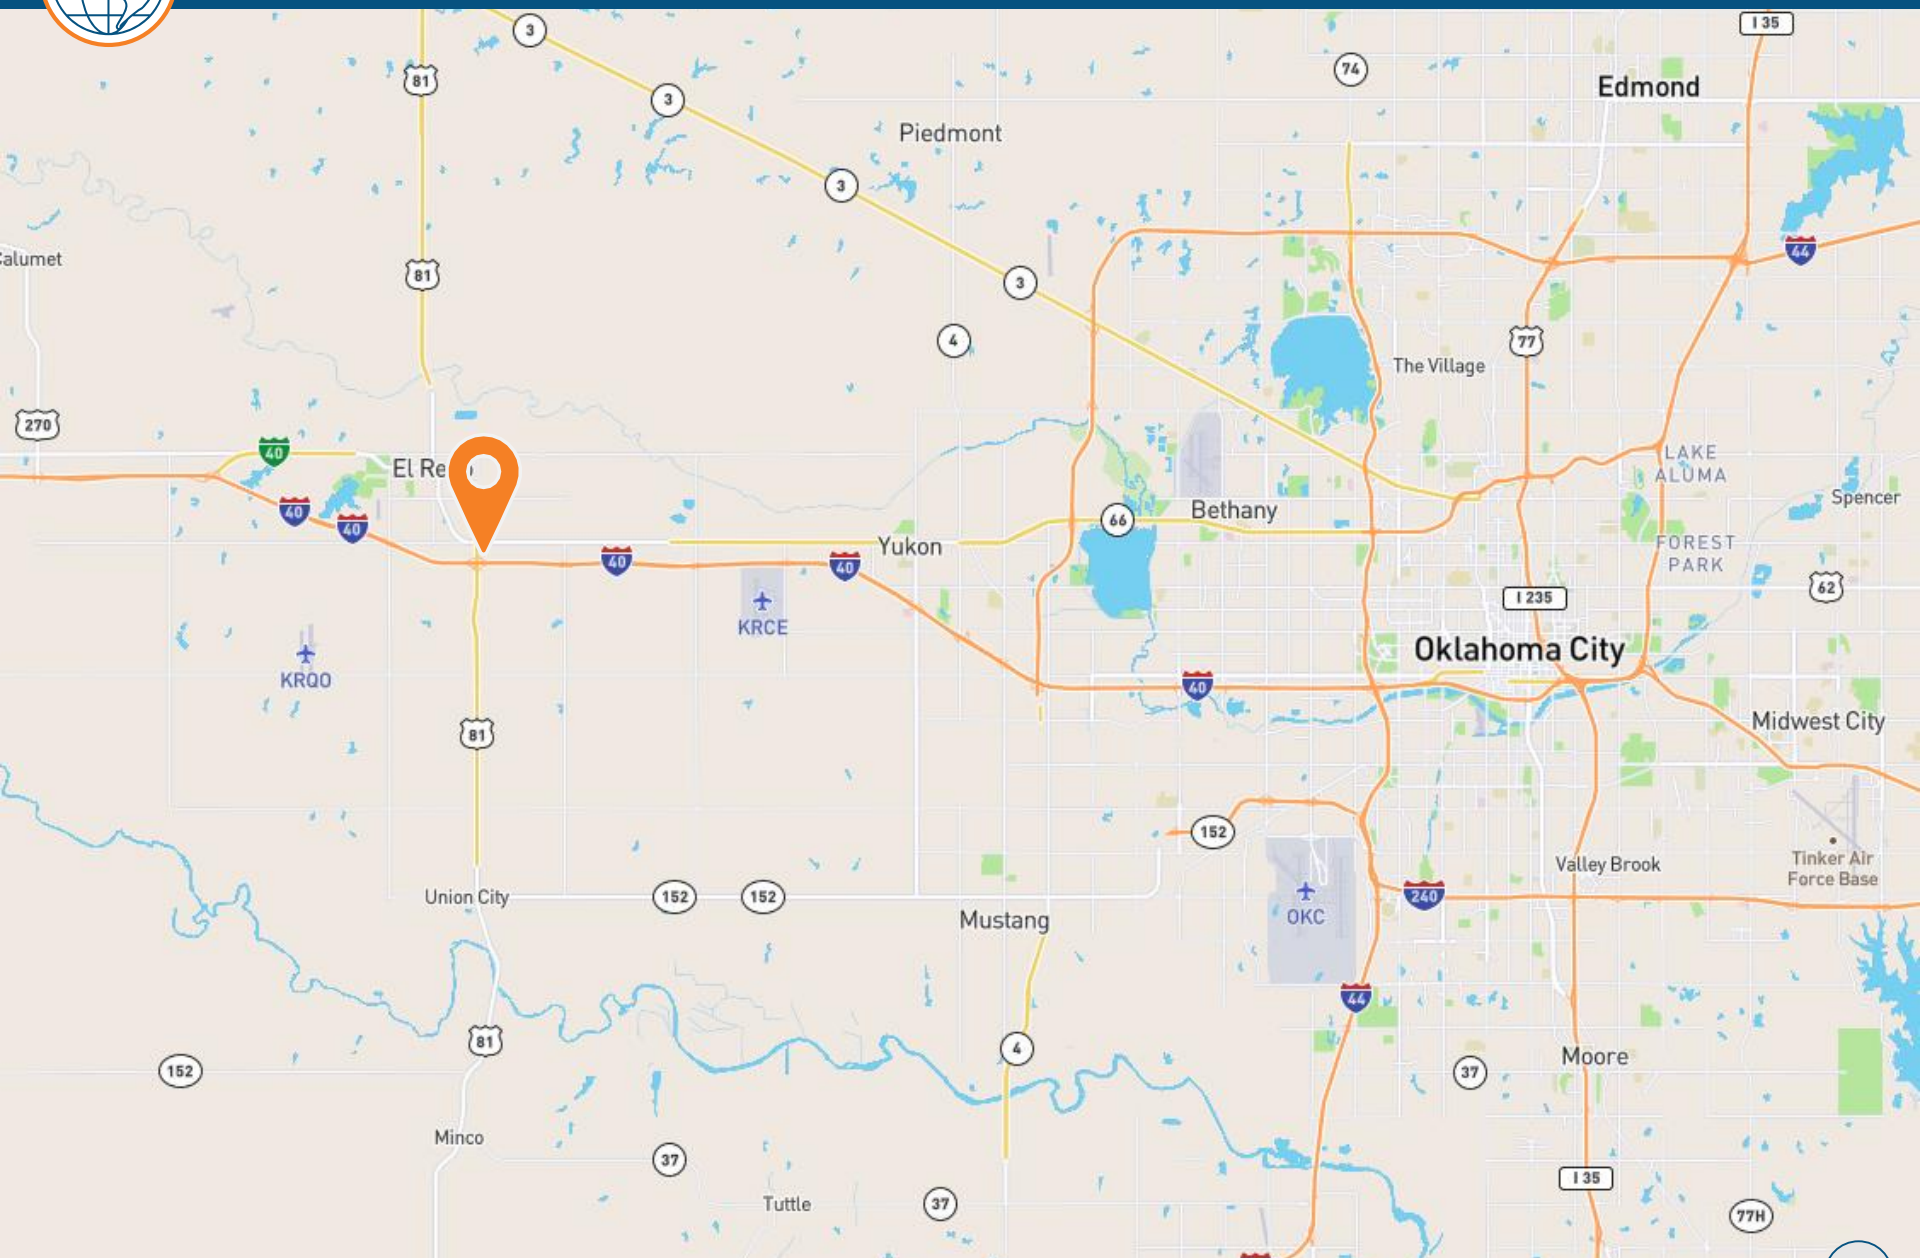 3
I 35
74
81
Edmond
3
Piedmont
3
44
81
3
4
77
The Village
270
40
LAKE
ALUMA
El Re
40
Spencer
Bethany
66
40
Yukon
FOREST
PARK
40
40
62
I 235
KRCE
Oklahoma City
KRQO
40
Midwest City
81
152
Valley Brook
Tinker Air
Force Base
Union City
152
152
240
Mustang
OKC
44
81
4
Moore
152
37
Minco
37
I 35
Tuttle
37
77H